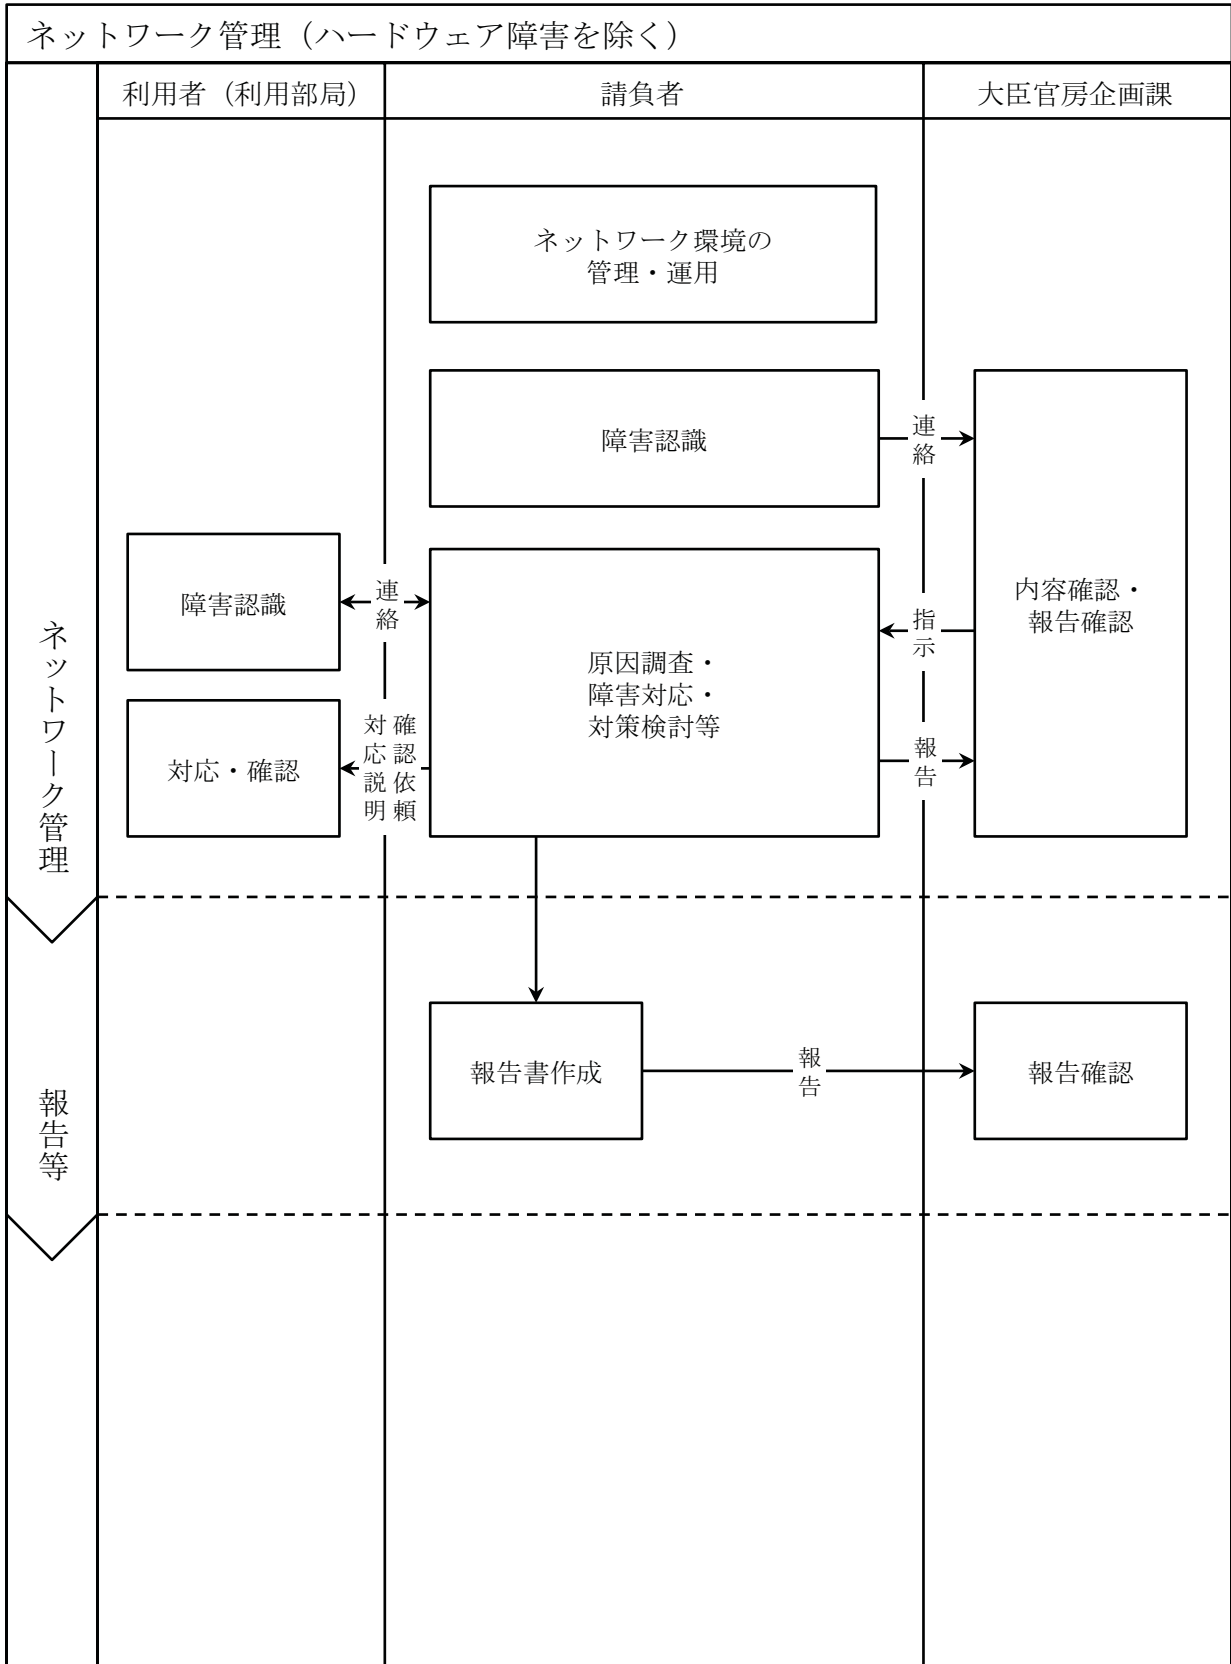 ネットワーク管理（ハードウェア障害を除く）
利用者（利用部局）
請負者
大臣官房企画課
ネットワーク管理
ネットワーク環境の
管理・運用
障害認識
連絡
内容確認・
報告確認
障害認識
連絡
原因調査・
障害対応・
対策検討等
指示
対応・確認
確認依頼
対応説明
報告
報告等
報告書作成
報告
報告確認